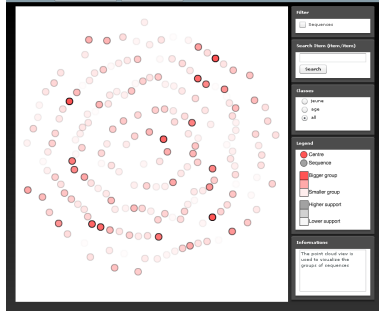 Filter
Sequences
Search Item (item/item)
Search
Classes
jeune
age
all
Legend
Centre
Sequence
Bigger group
Smaller group
Higher support
Lower support
Informations
The point cloud view is
used to visualize the
groups of sequences